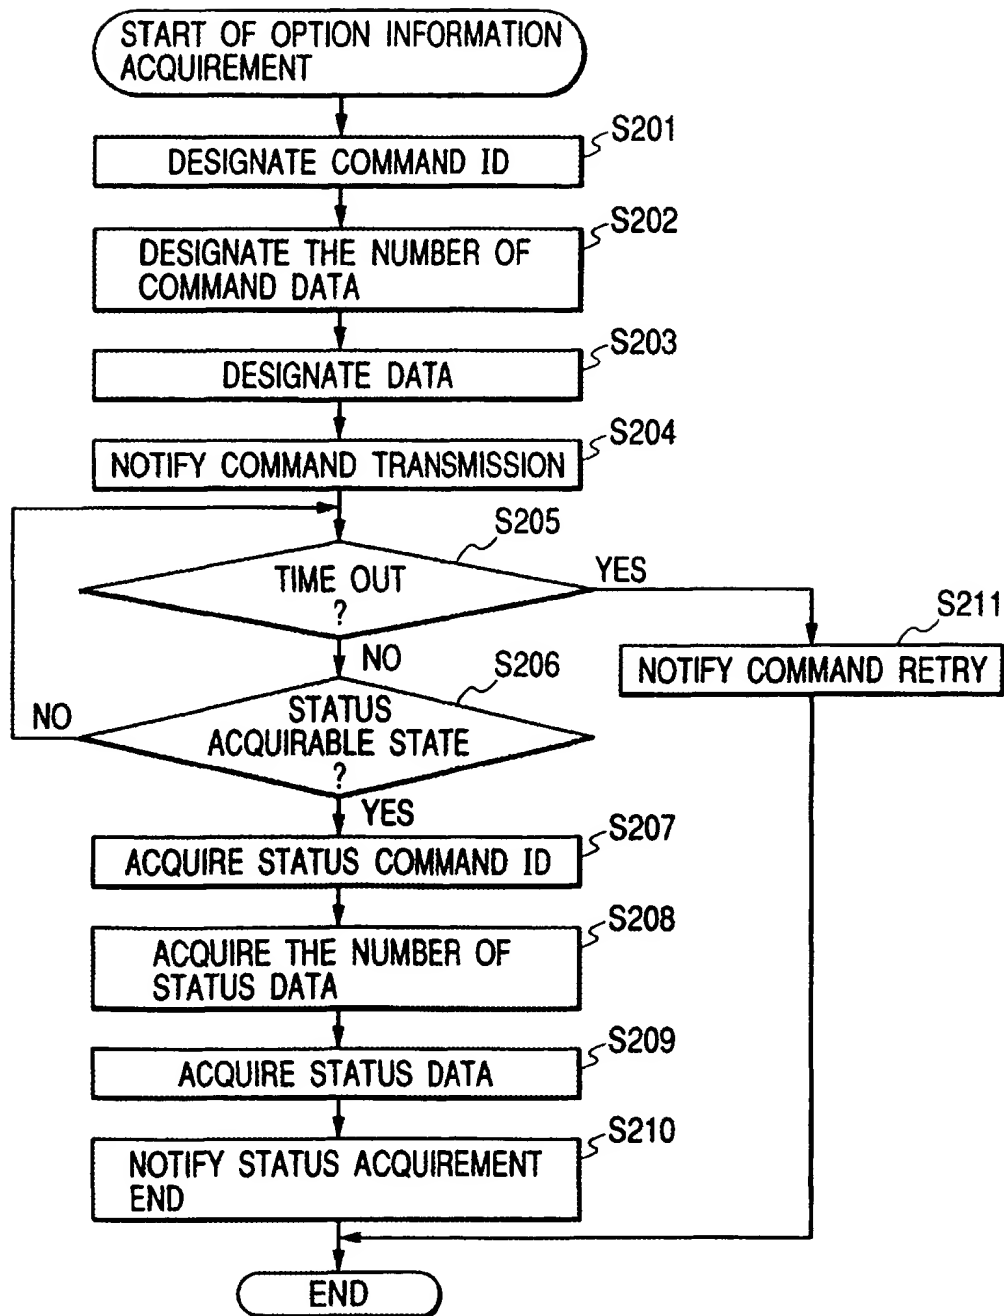 START OF OPTION INFORMATION
ACQUIREMENT
S201
DESIGNATE COMMAND ID
S202
DESIGNATE THE NUMBER OF
COMMAND DATA
S203
DESIGNATE DATA
S204
NOTIFY COMMAND TRANSMISSION
S205
TIME OUT
?
YES
S211
NOTIFY COMMAND RETRY
NO
S206
STATUS
ACQUIRABLE STATE
?
NO
YES
S207
ACQUIRE STATUS COMMAND ID
S208
ACQUIRE THE NUMBER OF
STATUS DATA
S209
ACQUIRE STATUS DATA
S210
NOTIFY STATUS ACQUIREMENT
END
END